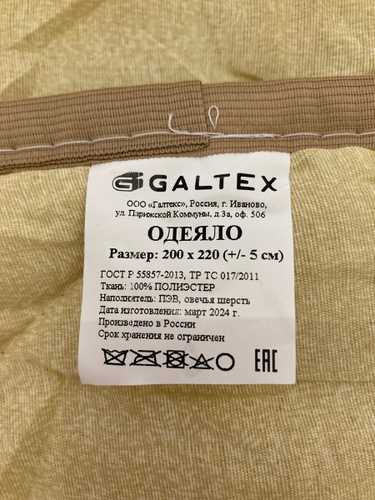 GALTEX
ООО «Галтекс», Россия, г. Иваново,
ул. Парижской Коммуны, д.3а, оф. 506
ОДЕЯЛО
Размер: 200 х 220 (+/- 5 см)
ГОСТ Р 55857-2013, ТР ТС 017/2011
Ткань: 100% ПОЛИЭСТЕР
Наполнитель: ПЭВ, овечья шерсть
Дата изготовления: март 2024 г.
Произведено в России
Срок хранения не ограничен
EAC